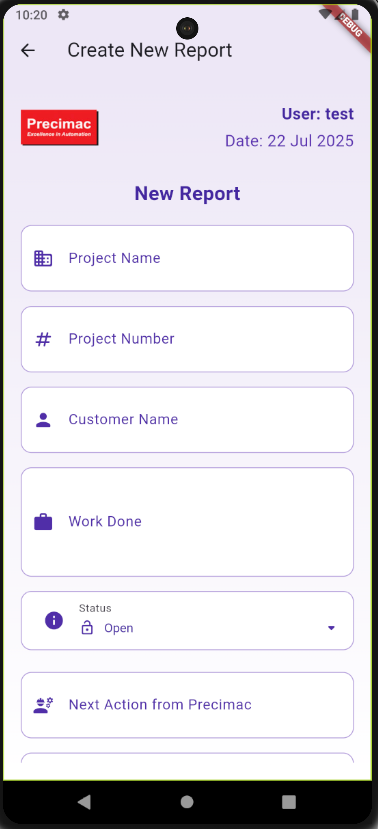 10:20
DEBUG
Create New Report
Precimac
Excellence in Automation
User: test
Date: 22 Jul 2025
New Report
Project Name
Project Number
Customer Name
Work Done
Status
Open
Next Action from Precimac